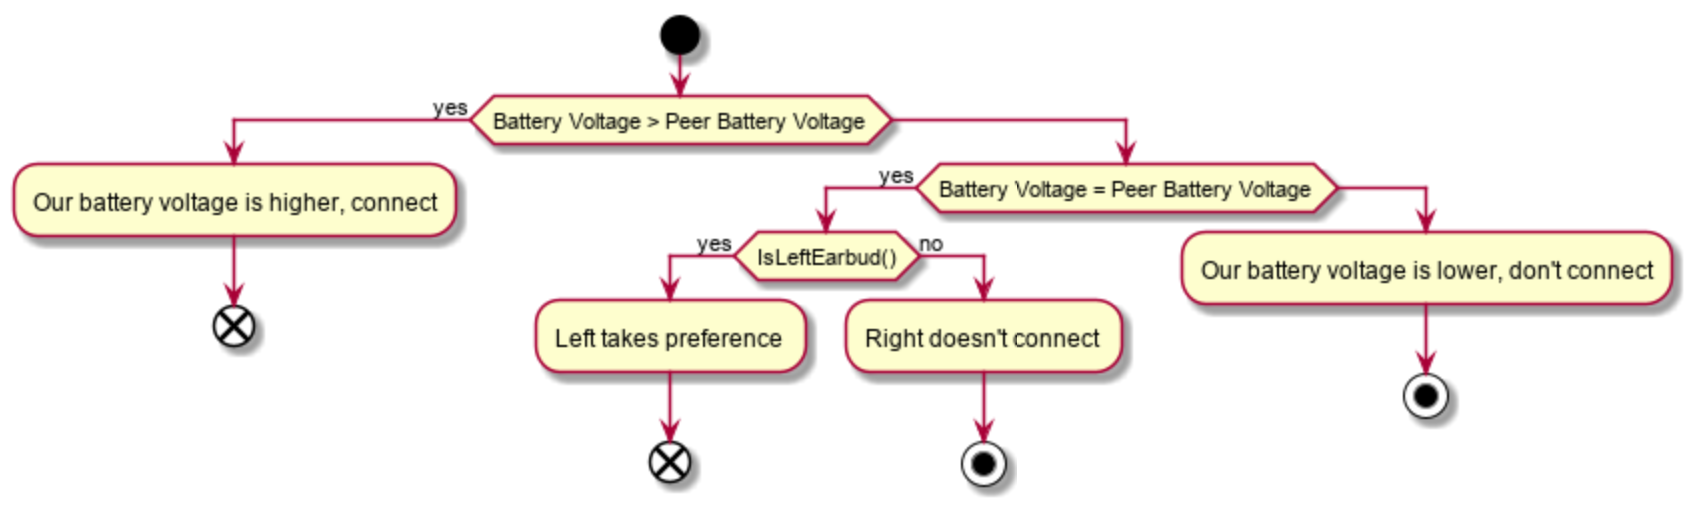 yes
Battery Voltage > Peer Battery Voltage
Our battery voltage is higher, connect
yes
Battery Voltage = Peer Battery Voltage
yes
IsLeftEarbud()
no
Our battery voltage is lower, don't connect
Left takes preference
Right doesn't connect